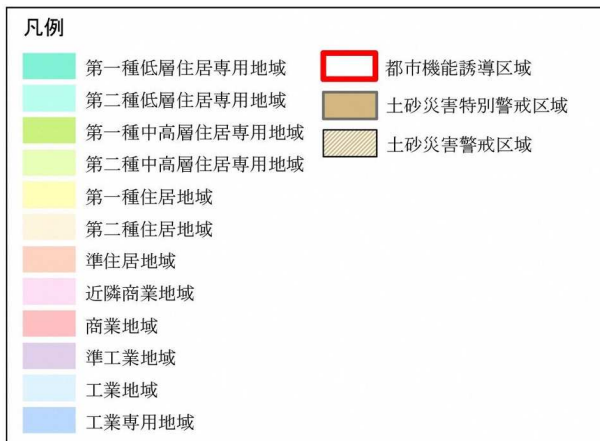 凡例
第一種低層住居専用地域
第二種低層住居専用地域
第一種中高層住居専用地域
第二種中高層住居専用地域
第一種住居地域
第二種住居地域
準住居地域
近隣商業地域
商業地域
準工業地域
工業地域
工業専用地域
都市機能誘導区域
土砂災害特別警戒区域
土砂災害警戒区域